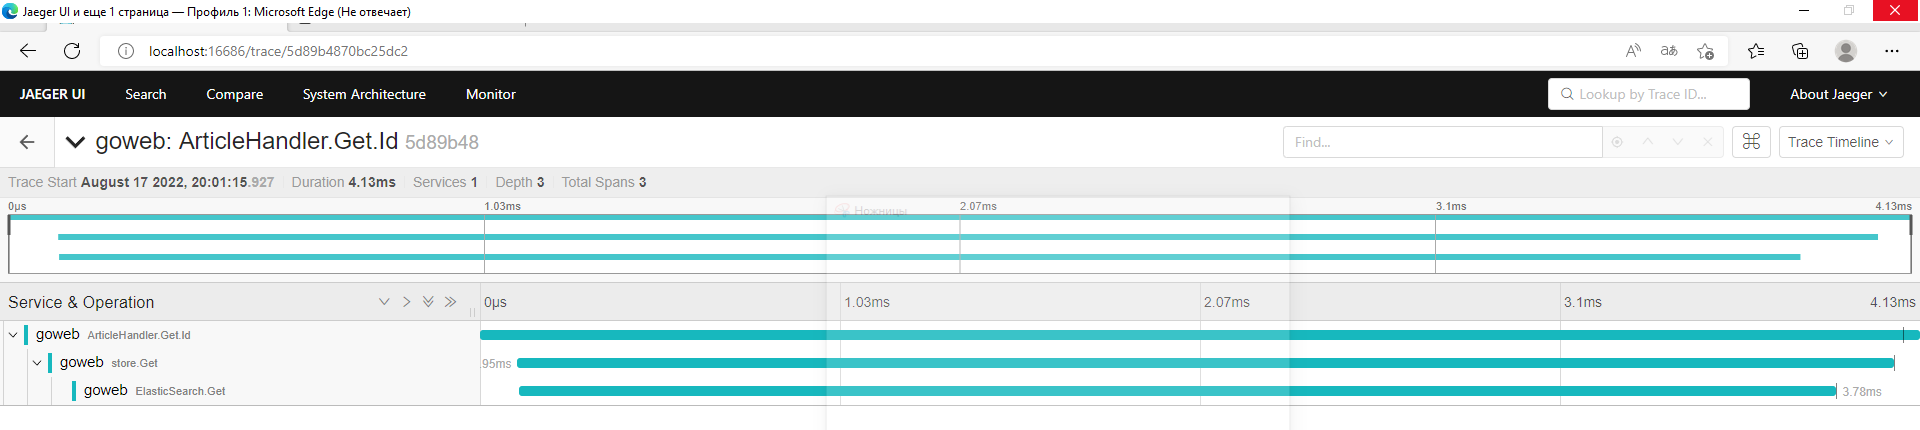 Jaeger UI и еще 1 страница — Профиль 1: Microsoft Edge (Не отвечает)
localhost:16686/trace/5d89b4870bc25dc2
JAEGER UI Search Compare System Architecture Monitor Lookup by Trace ID... About Jaeger
goweb: ArticleHandler.Get.Id 5d89b48 Find... Trace Timeline
Trace Start August 17 2022, 20:01:15.927 Duration 4.13ms Services 1 Depth 3 Total Spans 3
0μs 1.03ms 2.07ms 3.1ms 4.13ms
Ножницы
Service & Operation 0μs 1.03ms 2.07ms 3.1ms 4.13ms
goweb ArticleHandler.Get.Id
goweb store.Get .95ms
goweb ElasticSearch.Get 3.78ms